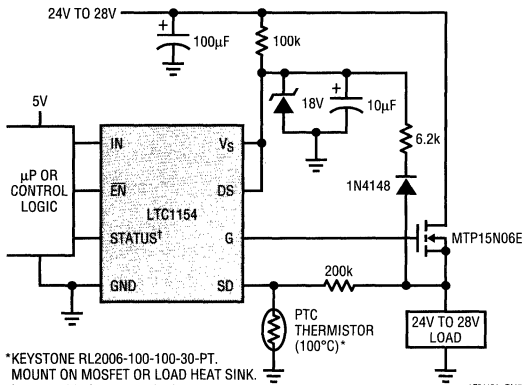 24V TO 28V
+
100µF
100k
5V
18V
+
10µF
6.2k
1N4148
µP OR
CONTROL
LOGIC
IN
EN
STATUS†
GND
LTC1154
VS
DS
G
SD
MTP15N06E
200k
PTC
THERMISTOR
(100°C)*
24V TO 28V
LOAD
*KEYSTONE RL2006-100-100-30-PT.
MOUNT ON MOSFET OR LOAD HEAT SINK.